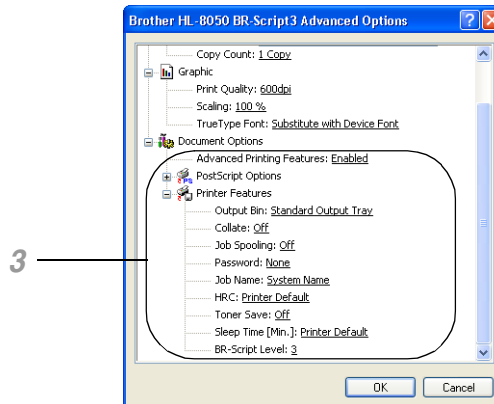 Brother HL-8050 BR-Script3 Advanced Options
Copy Count: 1 Copy
Graphic
Print Quality: 600dpi
Scaling: 100 %
TrueType Font: Substitute with Device Font
Document Options
Advanced Printing Features: Enabled
PostScript Options
Printer Features
Output Bin: Standard Output Tray
Collate: Off
Job Spooling: Off
Password: None
Job Name: System Name
HRC: Printer Default
Toner Save: Off
Sleep Time [Min.]: Printer Default
BR-Script Level: 3
3
OK Cancel